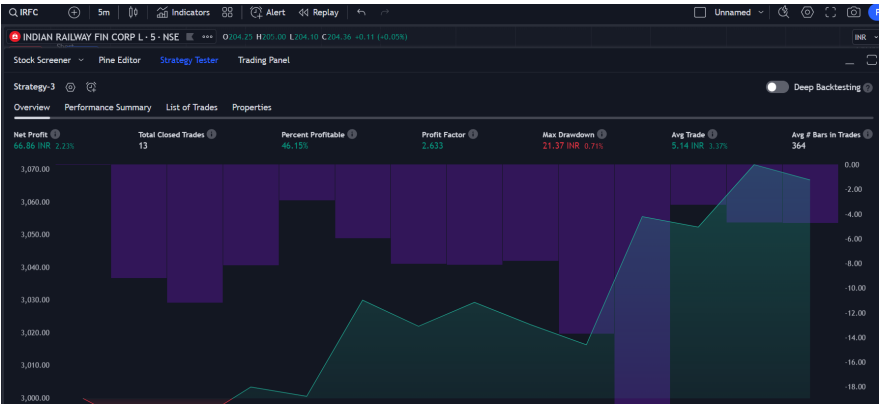 IRFC 5m Indicators Alert Replay Unnamed
INDIAN RAILWAY FIN CORP L · 5 · NSE O204.25 H205.00 L204.10 C204.36 +0.11 (+0.05%) INR
Stock Screener Pine Editor Strategy Tester Trading Panel
Strategy-3 Deep Backtesting
Overview Performance Summary List of Trades Properties
Net Profit Total Closed Trades Percent Profitable Profit Factor Max Drawdown Avg Trade Avg # Bars in Trades
66.86 INR 2.23% 13 46.15% 2.633 21.37 INR 0.71% 5.14 INR 3.37% 364
3,070.00 0.00
-2.00
3,060.00
-4.00
3,050.00 -6.00
3,040.00 -8.00
-10.00
3,030.00
-12.00
3,020.00
-14.00
3,010.00 -16.00
-18.00
3,000.00